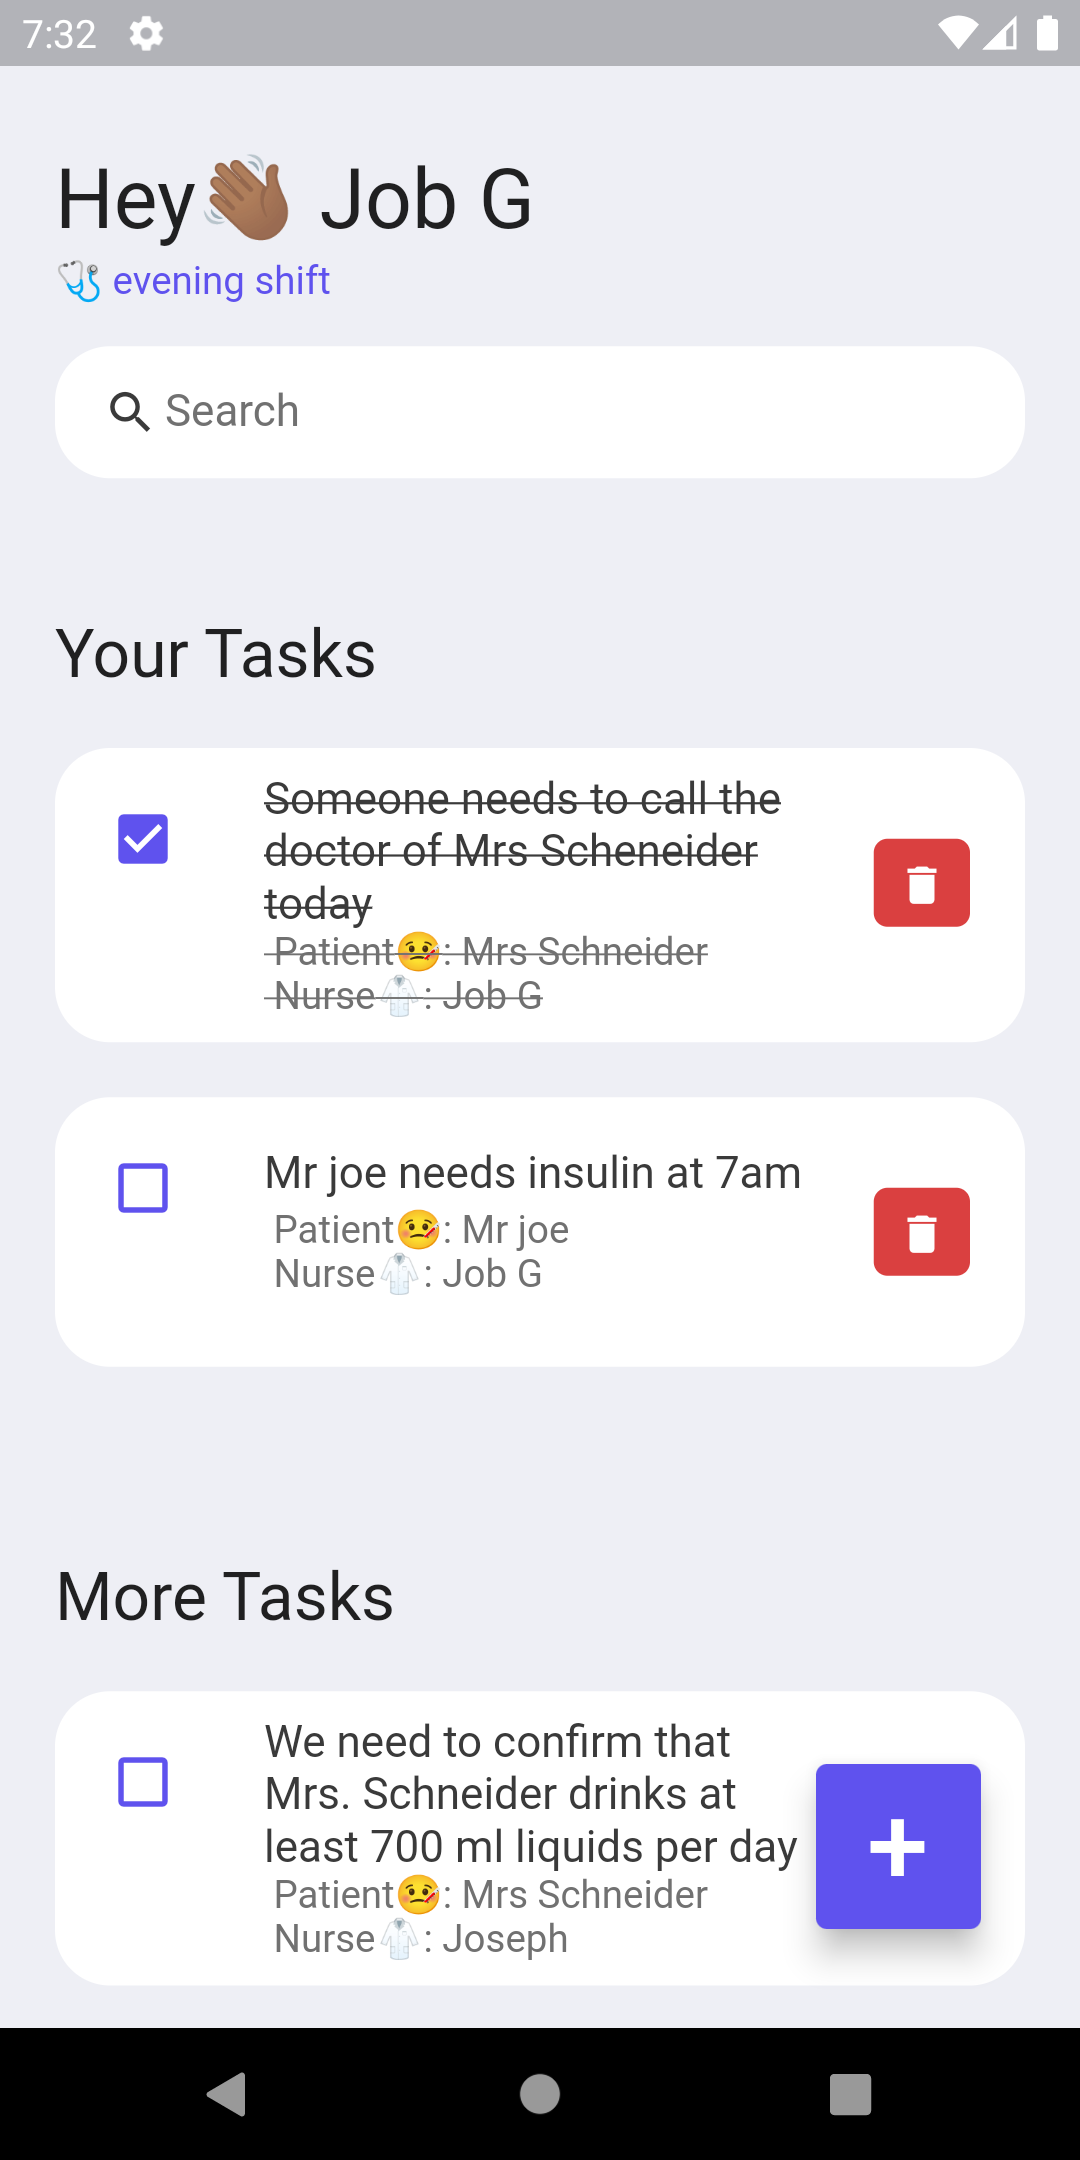 7:32
Hey👋🏾 Job G
🩺 evening shift
Search
Your Tasks
Someone needs to call the
doctor of Mrs Scheneider
today
Patient🤒: Mrs Schneider
Nurse🥼: Job G
Mr joe needs insulin at 7am
Patient🤒: Mr joe
Nurse🥼: Job G
More Tasks
We need to confirm that
Mrs. Schneider drinks at
least 700 ml liquids per day
Patient🤒: Mrs Schneider
Nurse🥼: Joseph